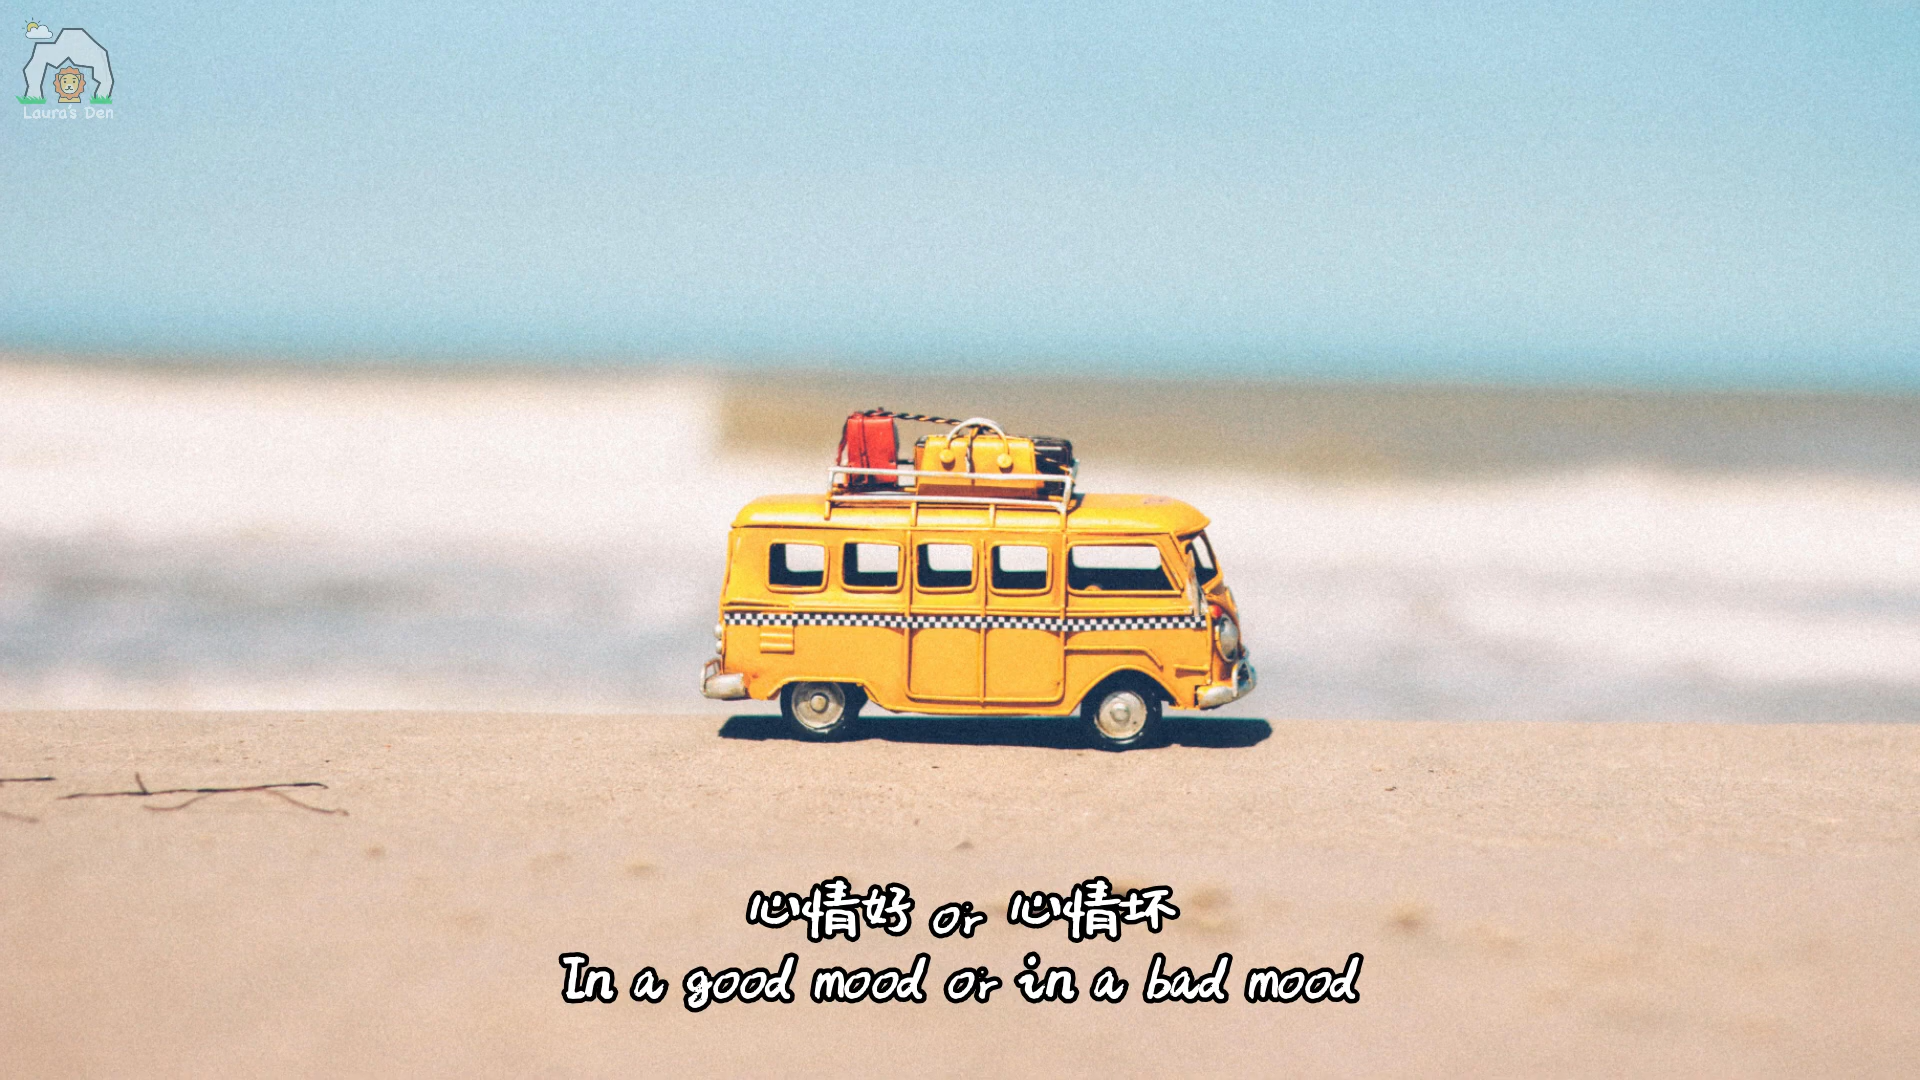 Laura's Den
心情好 or 心情坏
In a good mood or in a bad mood